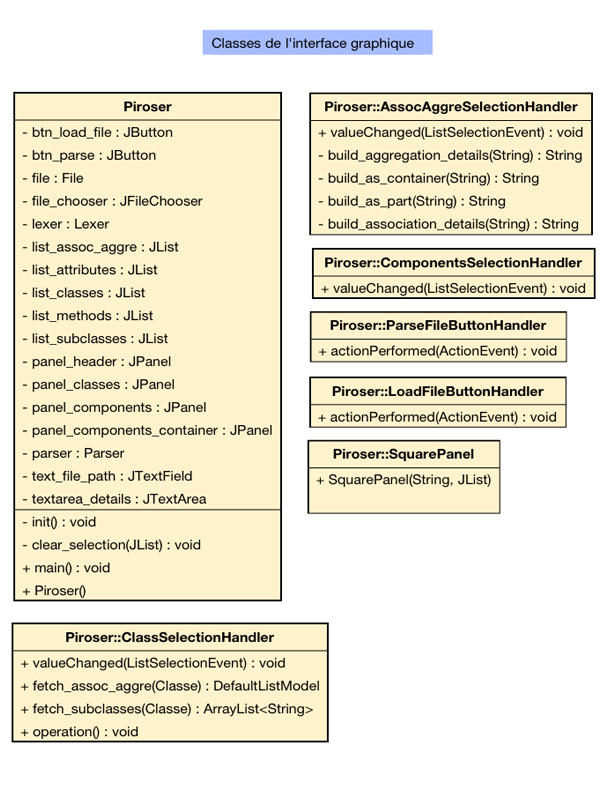 Classes de l'interface graphique
Piroser
- btn_load_file : JButton
- btn_parse : JButton
- file : File
- file_chooser : JFileChooser
- lexer : Lexer
- list_assoc_aggre : JList
- list_attributes : JList
- list_classes : JList
- list_methods : JList
- list_subclasses : JList
- panel_header : JPanel
- panel_classes : JPanel
- panel_components : JPanel
- panel_components_container : JPanel
- parser : Parser
- text_file_path : JTextField
- textarea_details : JTextArea
- init() : void
- clear_selection(JList) : void
+ main() : void
+ Piroser()
Piroser::AssocAggreSelectionHandler
+ valueChanged(ListSelectionEvent) : void
- build_aggregation_details(String) : String
- build_as_container(String) : String
- build_as_part(String) : String
- build_association_details(String) : String
Piroser::ComponentsSelectionHandler
+ valueChanged(ListSelectionEvent) : void
Piroser::ParseFileButtonHandler
+ actionPerformed(ActionEvent) : void
Piroser::LoadFileButtonHandler
+ actionPerformed(ActionEvent) : void
Piroser::SquarePanel
+ SquarePanel(String, JList)
Piroser::ClassSelectionHandler
+ valueChanged(ListSelectionEvent) : void
+ fetch_assoc_aggre(Classe) : DefaultListModel
+ fetch_subclasses(Classe) : ArrayList<String>
+ operation() : void